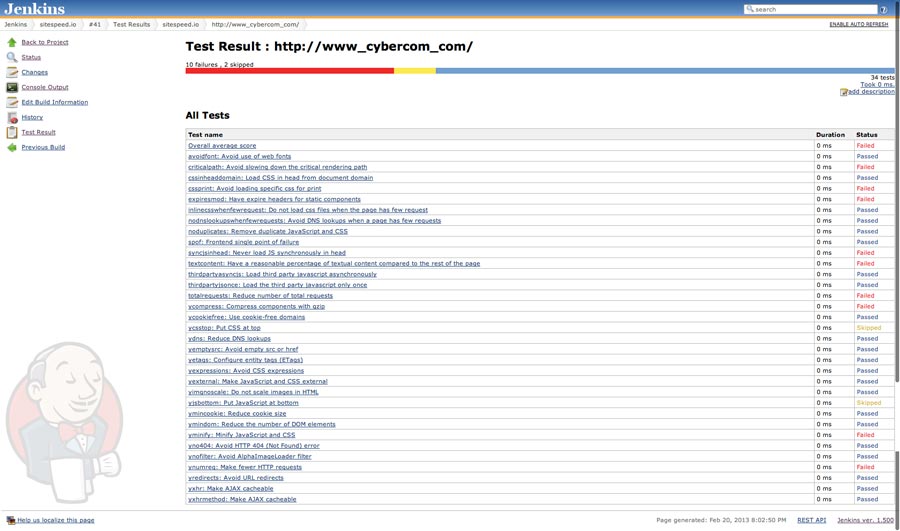 Jenkins
search
Jenkins sitespeed.io #41 Test Results sitespeed.io http://www_cybercom_com/
ENABLE AUTO REFRESH
Back to Project
Status
Changes
Console Output
Edit Build Information
History
Test Result
Previous Build
Test Result : http://www_cybercom_com/
10 failures , 2 skipped
34 tests
Took 0 ms.
add description
All Tests
Test name Duration Status
Overall average score 0 ms Failed
avoidfont: Avoid use of web fonts 0 ms Passed
criticalpath: Avoid slowing down the critical rendering path 0 ms Failed
cssinheaddomain: Load CSS in head from document domain 0 ms Passed
cssprint: Avoid loading specific css for print 0 ms Failed
expiresmod: Have expire headers for static components 0 ms Failed
inlinecsswhenfewrequest: Do not load css files when the page has few request 0 ms Passed
nodnslookupswhenfewrequests: Avoid DNS lookups when a page has few requests 0 ms Passed
noduplicates: Remove duplicate JavaScript and CSS 0 ms Passed
spof: Frontend single point of failure 0 ms Passed
syncjsinhead: Never load JS synchronously in head 0 ms Failed
textcontent: Have a reasonable percentage of textual content compared to the rest of the page 0 ms Failed
thirdpartyasyncjs: Load third party javascript asynchronously 0 ms Passed
thirdpartyjsonce: Load the third party javascript only once 0 ms Passed
totalrequests: Reduce number of total requests 0 ms Failed
ycompress: Compress components with gzip 0 ms Failed
ycookiefree: Use cookie-free domains 0 ms Passed
ycsstop: Put CSS at top 0 ms Skipped
ydns: Reduce DNS lookups 0 ms Passed
yemptysrc: Avoid empty src or href 0 ms Passed
yetags: Configure entity tags (ETags) 0 ms Passed
yexpressions: Avoid CSS expressions 0 ms Passed
yexternal: Make JavaScript and CSS external 0 ms Passed
yimgnoscale: Do not scale images in HTML 0 ms Passed
yjsbottom: Put JavaScript at bottom 0 ms Skipped
ymincookie: Reduce cookie size 0 ms Passed
ymindom: Reduce the number of DOM elements 0 ms Passed
yminify: Minify JavaScript and CSS 0 ms Failed
yno404: Avoid HTTP 404 (Not Found) error 0 ms Passed
ynofilter: Avoid AlphaImageLoader filter 0 ms Passed
ynumreq: Make fewer HTTP requests 0 ms Failed
yredirects: Avoid URL redirects 0 ms Passed
yxhr: Make AJAX cacheable 0 ms Passed
yxhrmethod: Make AJAX cacheable 0 ms Passed
Help us localize this page
Page generated: Feb 20, 2013 8:02:50 PM REST API Jenkins ver. 1.500